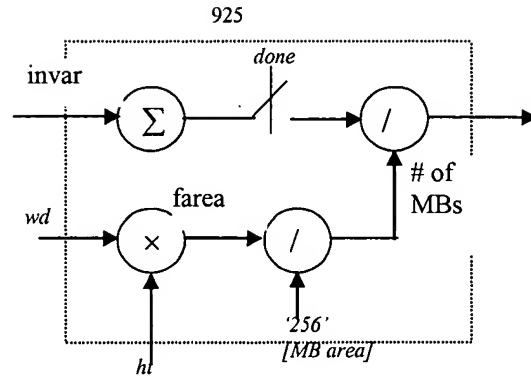 925
done
invar
Σ
/
# of
MBs
farea
wd
×
/
'256'
[MB area]
ht